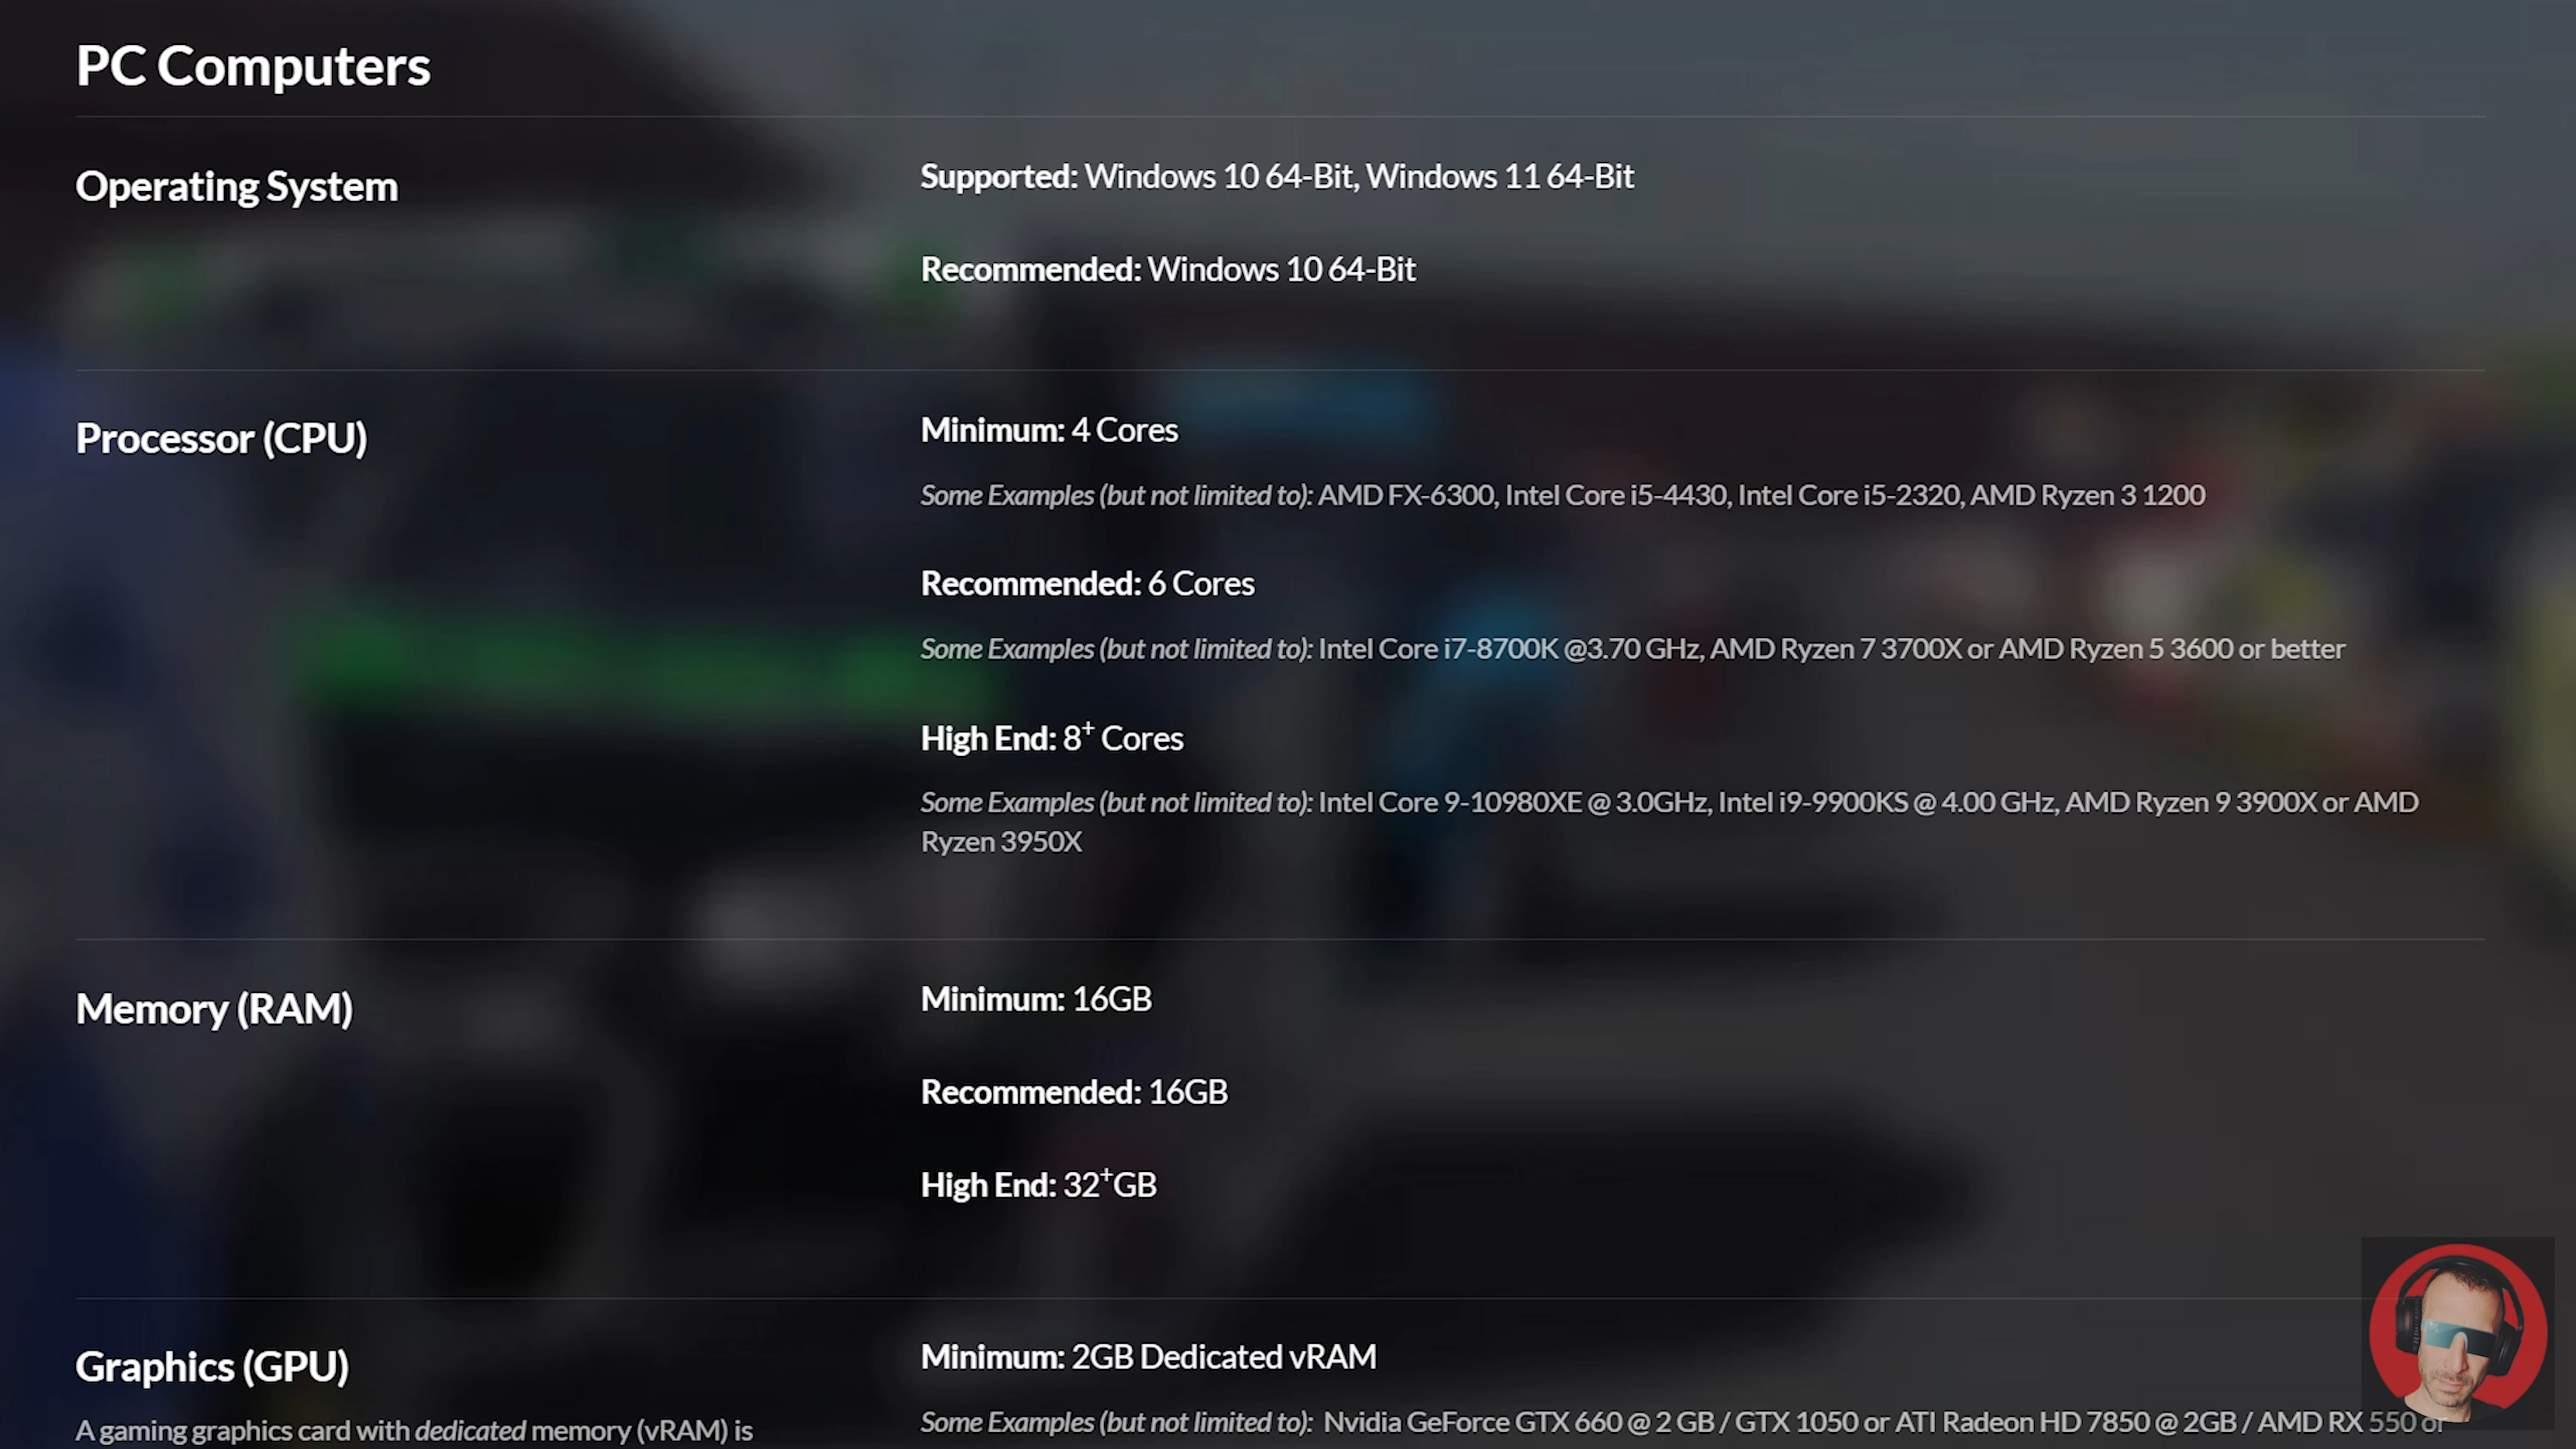 PC Computers
Operating System
Supported: Windows 10 64-Bit, Windows 11 64-Bit
Recommended: Windows 10 64-Bit
Processor (CPU)
Minimum: 4 Cores
Some Examples (but not limited to): AMD FX-6300, Intel Core i5-4430, Intel Core i5-2320, AMD Ryzen 3 1200
Recommended: 6 Cores
Some Examples (but not limited to): Intel Core i7-8700K @3.70 GHz, AMD Ryzen 7 3700X or AMD Ryzen 5 3600 or better
High End: 8+ Cores
Some Examples (but not limited to): Intel Core 9-10980XE @ 3.0GHz, Intel i9-9900KS @ 4.00 GHz, AMD Ryzen 9 3900X or AMD
Ryzen 3950X
Memory (RAM)
Minimum: 16GB
Recommended: 16GB
High End: 32+GB
Graphics (GPU)
A gaming graphics card with dedicated memory (vRAM) is
Minimum: 2GB Dedicated vRAM
Some Examples (but not limited to): Nvidia GeForce GTX 660 @ 2 GB / GTX 1050 or ATI Radeon HD 7850 @ 2GB / AMD RX 550 or